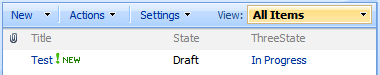 New Actions Settings View: All Items
Title State ThreeState
Test ! NEW Draft In Progress